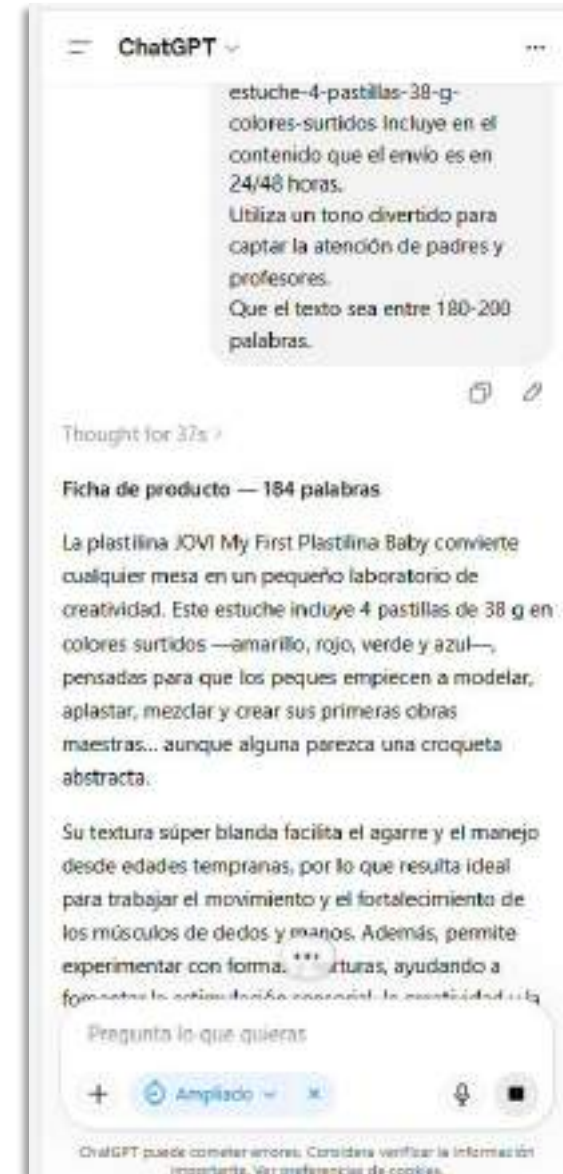 ChatGPT
estuche-4-pastillas-38-g-
colores-surtidos Incluye en el
contenido que el envío es en
24/48 horas.
Utiliza un tono divertido para
captar la atención de padres y
profesores.
Que el texto sea entre 180-200
palabras.
Thought for 37s
Ficha de producto — 184 palabras
La plastilina JOVI My First Plastilina Baby convierte
cualquier mesa en un pequeño laboratorio de
creatividad. Este estuche incluye 4 pastillas de 38 g en
colores surtidos —amarillo, rojo, verde y azul—,
pensadas para que los peques empiecen a modelar,
aplastar, mezclar y crear sus primeras obras
maestras... aunque alguna parezca una croqueta
abstracta.
Su textura súper blanda facilita el agarre y el manejo
desde edades tempranas, por lo que resulta ideal
para trabajar el movimiento y el fortalecimiento de
los músculos de dedos y manos. Además, permite
experimentar con ayudando a
Pregunta lo que quieras
Ampliado
ChatGPT puede cometer errores. Considera verificar la información
importante. Ver preferencias de cookies.